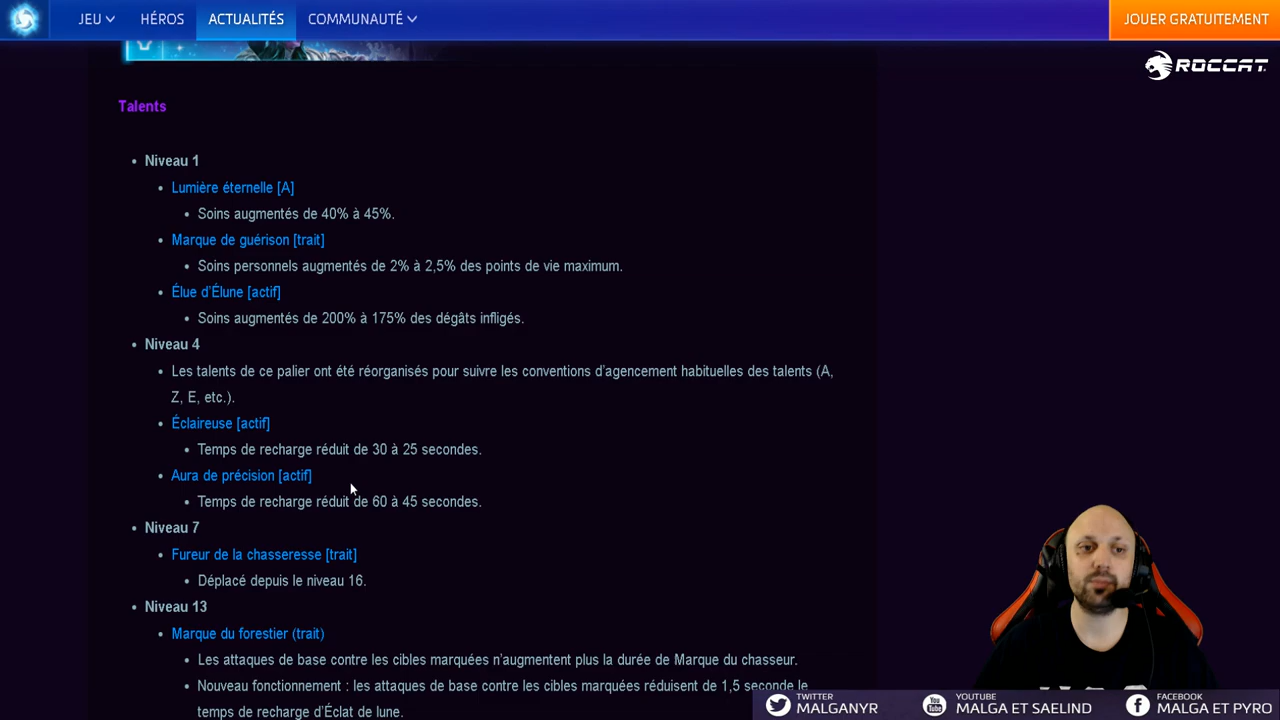 JEU HÉROS ACTUALITÉS COMMUNAUTÉ JOUER GRATUITEMENT
ROCCAT
Talents
Niveau 1
Lumière éternelle [A]
Soins augmentés de 40% à 45%.
Marque de guérison [trait]
Soins personnels augmentés de 2% à 2,5% des points de vie maximum.
Élue d'Élune [actif]
Soins augmentés de 200% à 175% des dégâts infligés.
Niveau 4
Les talents de ce palier ont été réorganisés pour suivre les conventions d'agencement habituelles des talents (A,
Z, E, etc.).
Éclaireuse [actif]
Temps de recharge réduit de 30 à 25 secondes.
Aura de précision [actif]
Temps de recharge réduit de 60 à 45 secondes.
Niveau 7
Fureur de la chasseresse [trait]
Déplacé depuis le niveau 16.
Niveau 13
Marque du forestier (trait)
Les attaques de base contre les cibles marquées n'augmentent plus la durée de Marque du chasseur.
Nouveau fonctionnement : les attaques de base contre les cibles marquées réduisent de 1,5 seconde le
temps de recharge d'Éclat de lune.
TWITTER
MALGANYR
YOUTUBE
MALGA ET SAELIND
FACEBOOK
MALGA ET PYRO